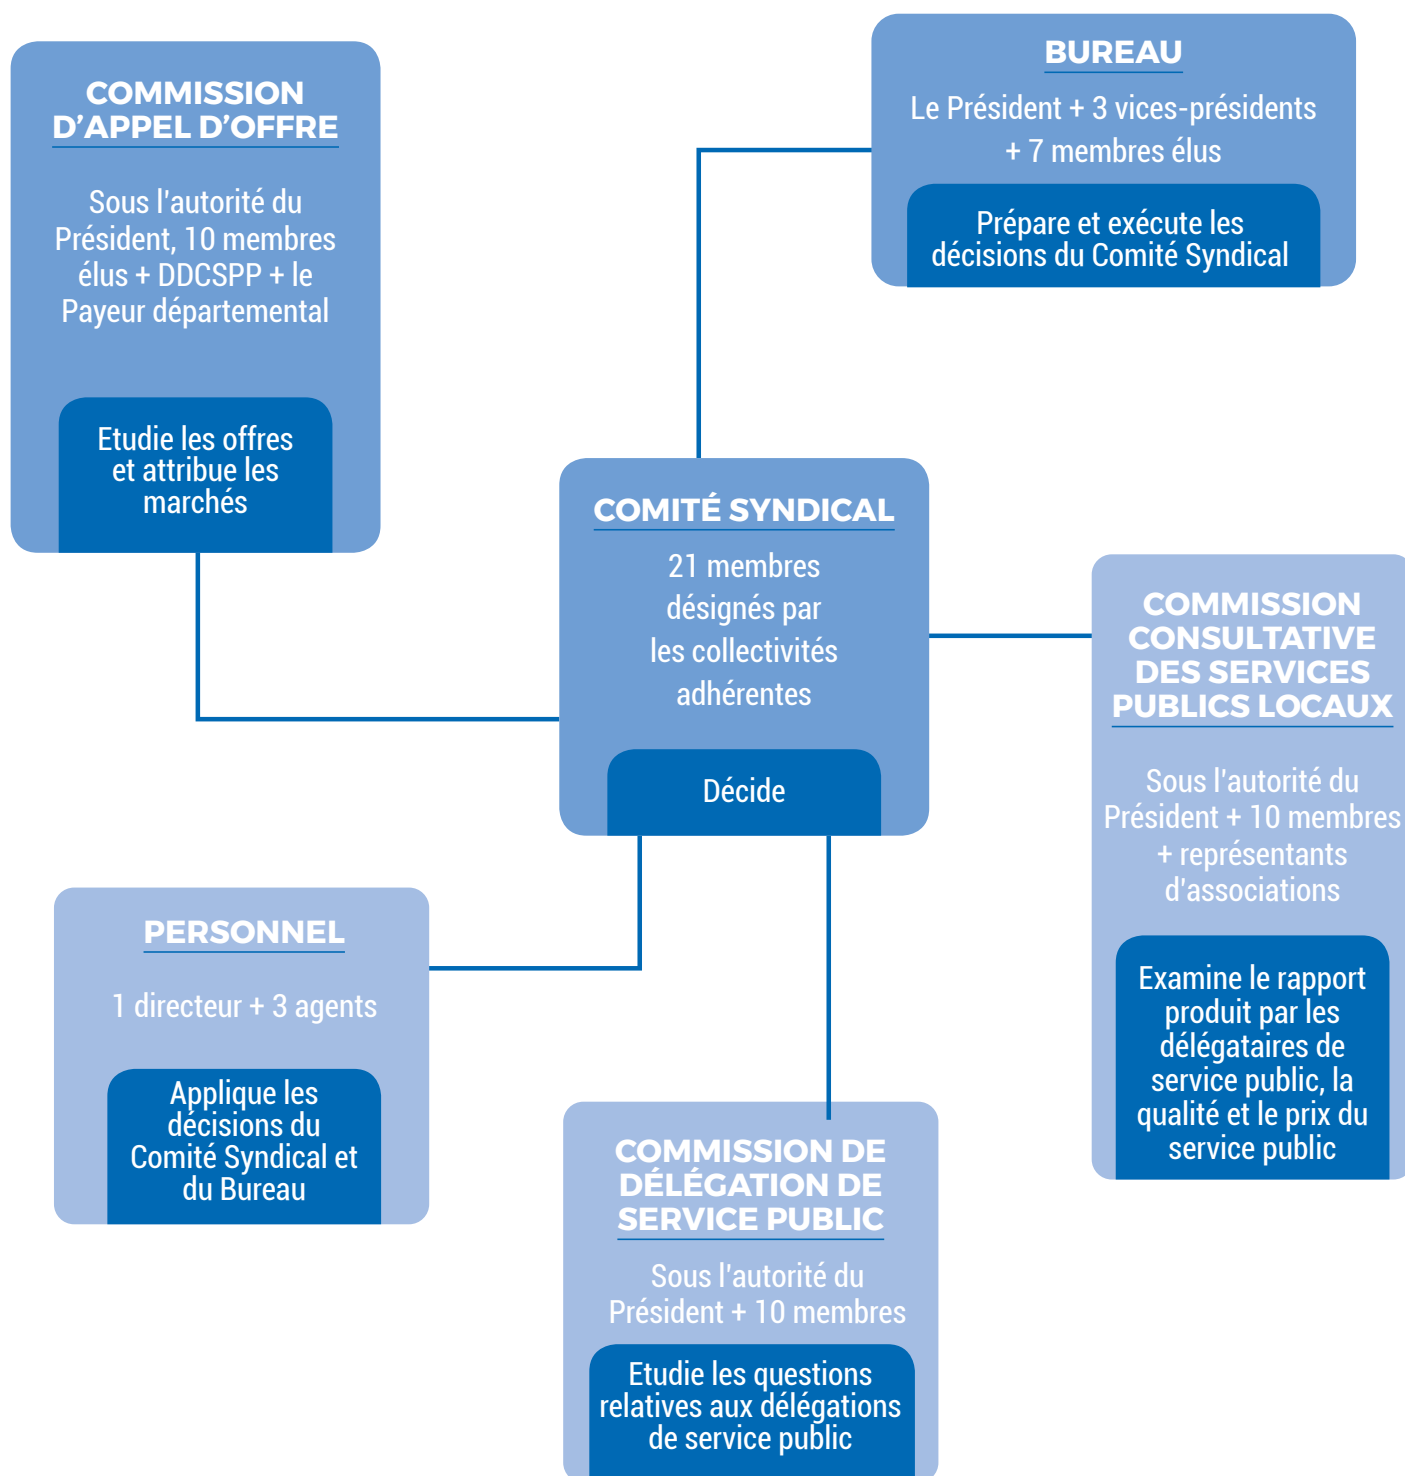 COMMISSION
D'APPEL D'OFFRE
Sous l'autorité du
Président, 10 membres
élus + DDCSPP + le
Payeur départemental
Etudie les offres
et attribue les
marchés
BUREAU
Le Président + 3 vices-présidents
+ 7 membres élus
Prépare et exécute les
décisions du Comité Syndical
COMITÉ SYNDICAL
21 membres
désignés par
les collectivités
adhérentes
Décide
COMMISSION
CONSULTATIVE
DES SERVICES
PUBLICS LOCAUX
Sous l'autorité du
Président + 10 membres
+ représentants
d'associations
Examine le rapport
produit par les
délégataires de
service public, la
qualité et le prix du
service public
PERSONNEL
1 directeur + 3 agents
Applique les
décisions du
Comité Syndical et
du Bureau
COMMISSION DE
DÉLÉGATION DE
SERVICE PUBLIC
Sous l'autorité du
Président + 10 membres
Etudie les questions
relatives aux délégations
de service public